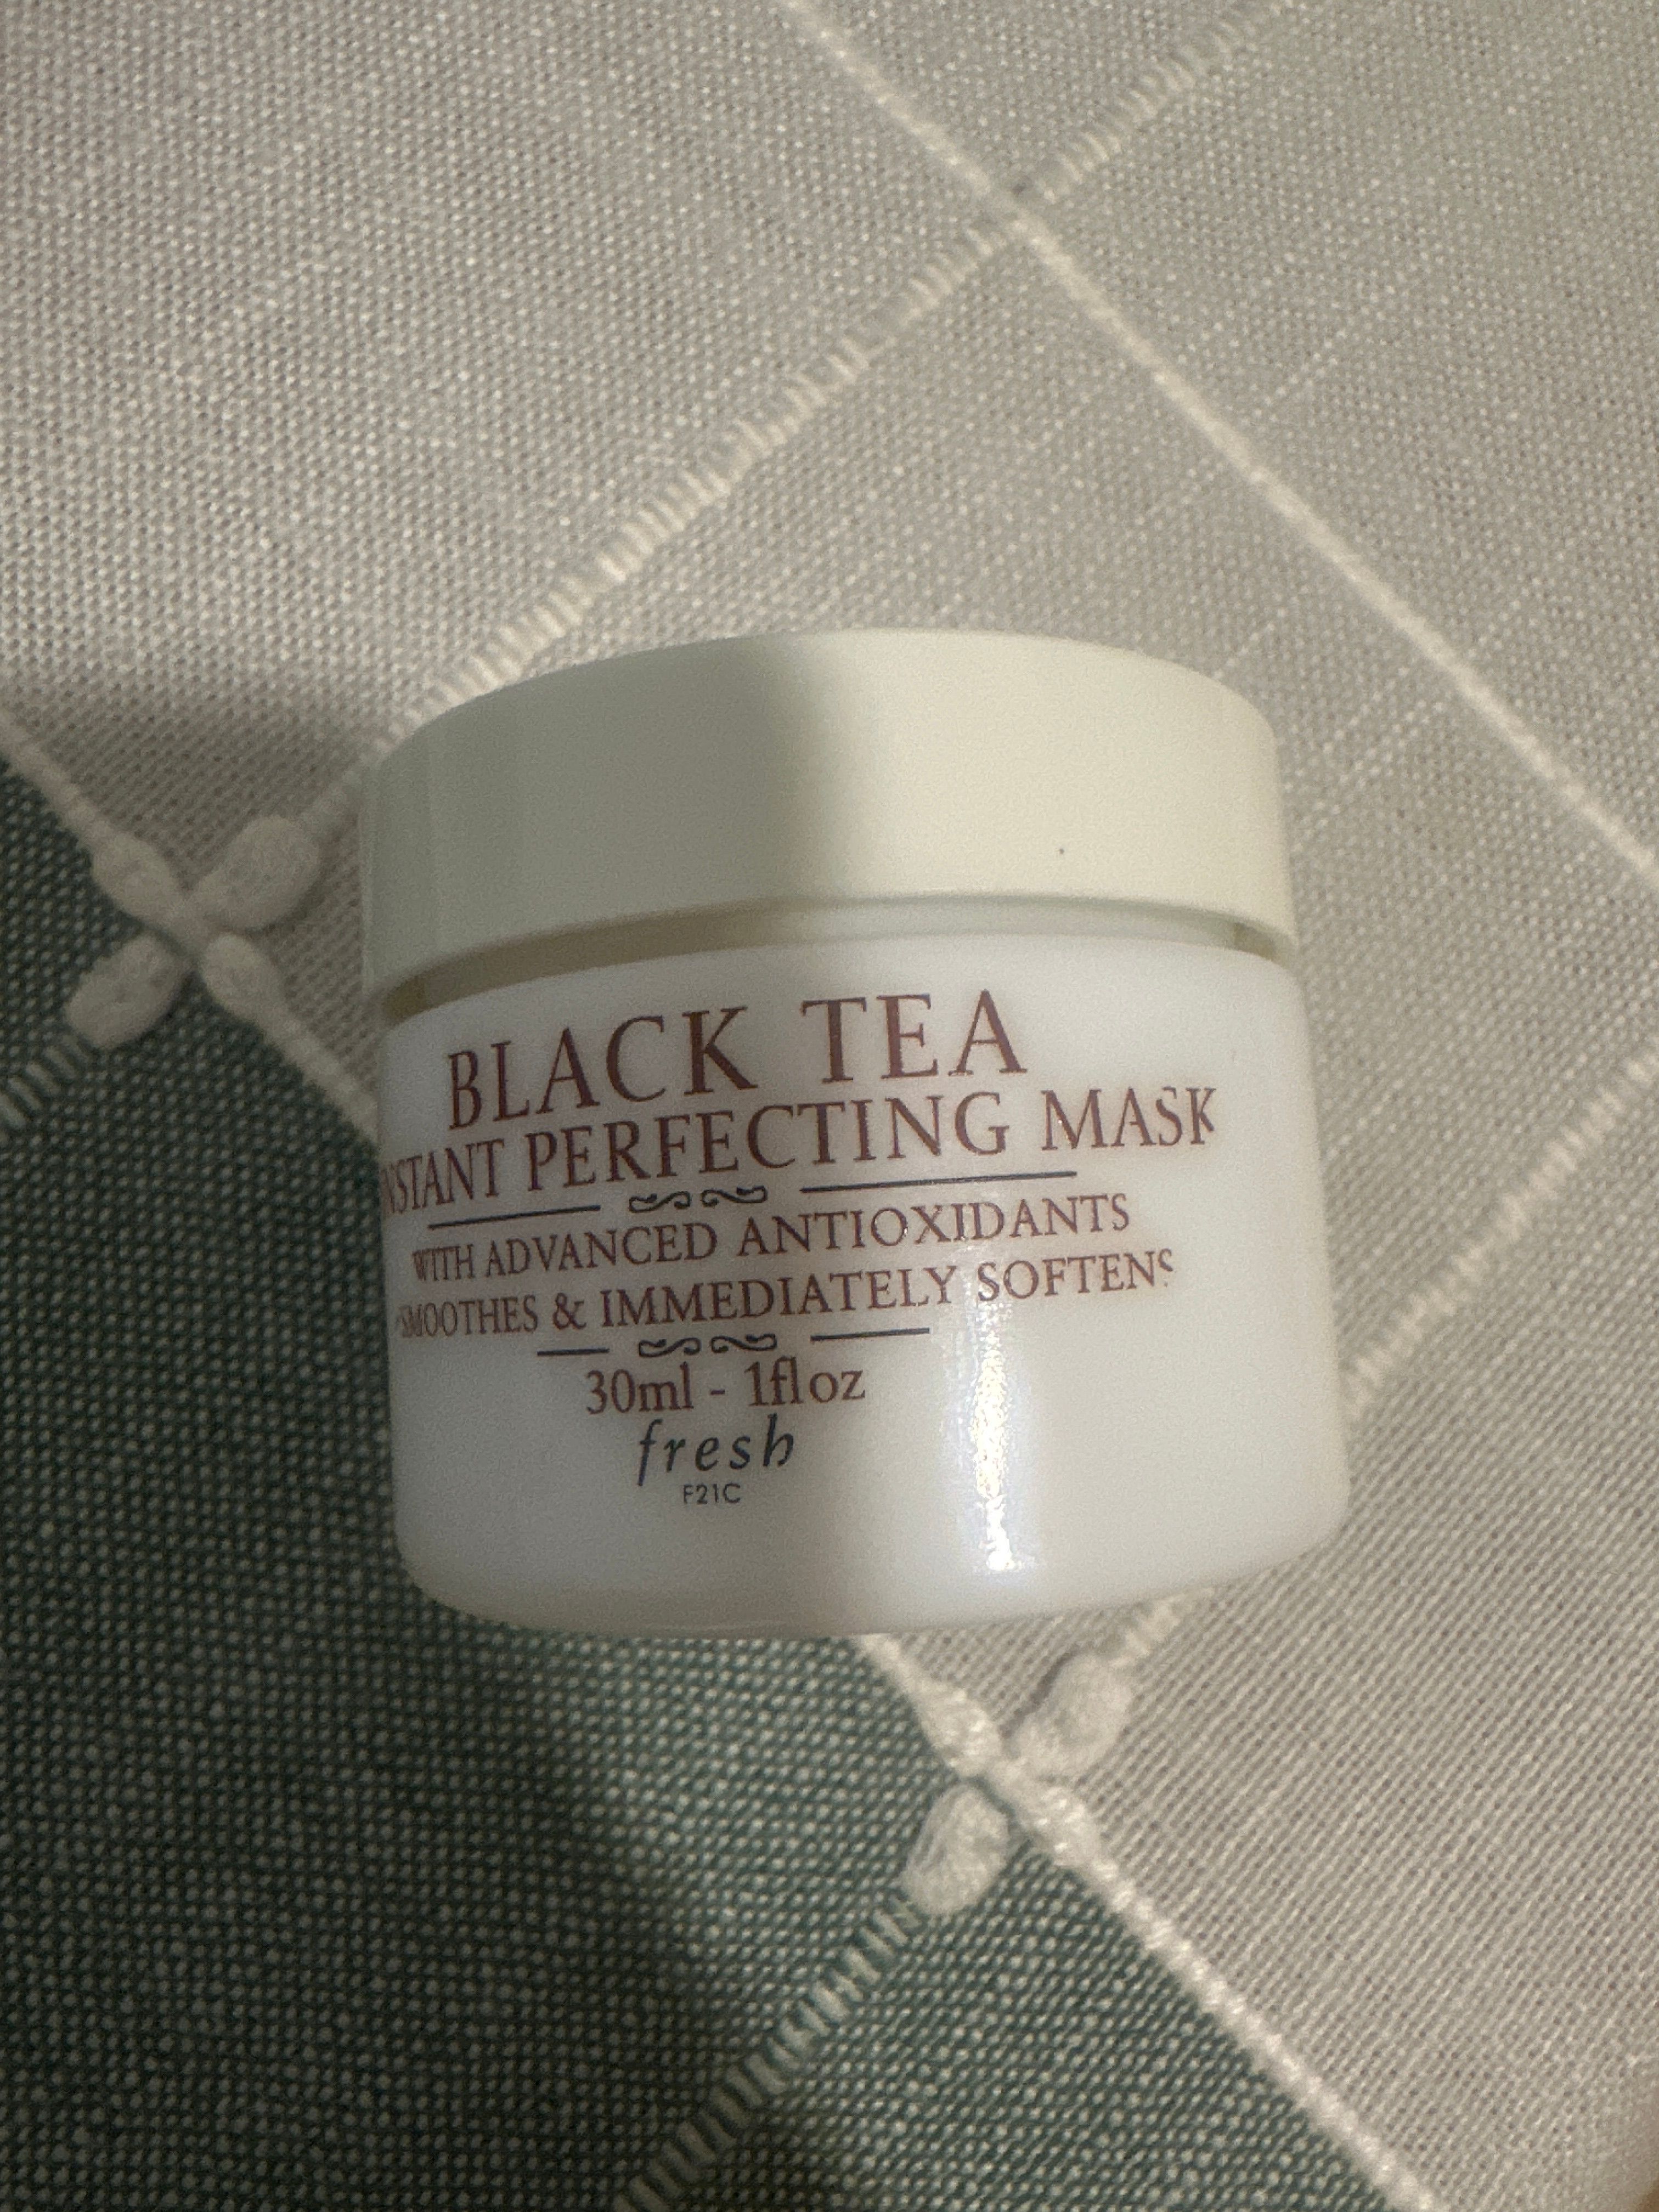 BLACK TEA
INSTANT PERFECTING MASK
WITH ADVANCED ANTIOXIDANTS
SMOOTHES & IMMEDIATELY SOFTENS
30ml - 1fl oz
fresh
F21C